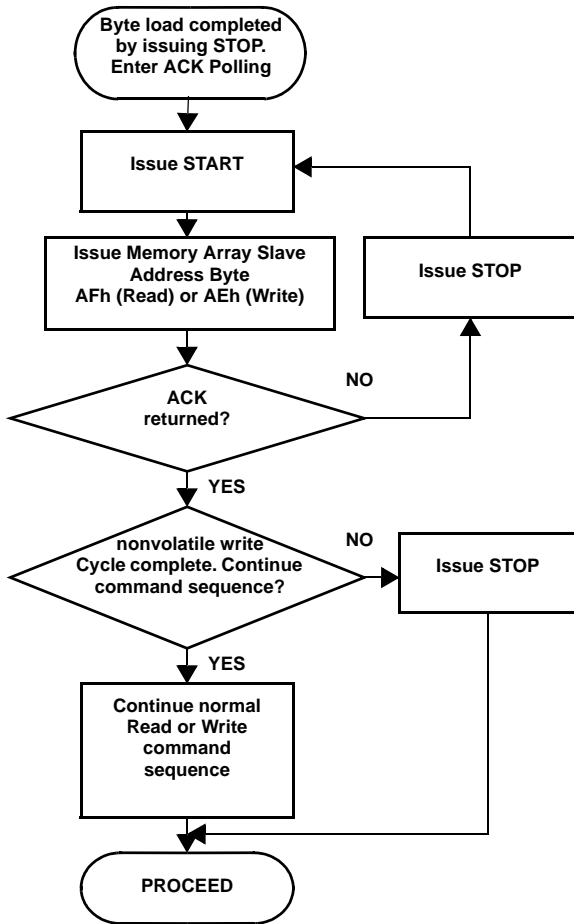 Byte load completed
by issuing STOP.
Enter ACK Polling
Issue START
Issue Memory Array Slave
Address Byte
AFh (Read) or AEh (Write)
Issue STOP
NO
ACK
returned?
YES
nonvolatile write
Cycle complete. Continue
command sequence?
NO
Issue STOP
YES
Continue normal
Read or Write
command
sequence
PROCEED